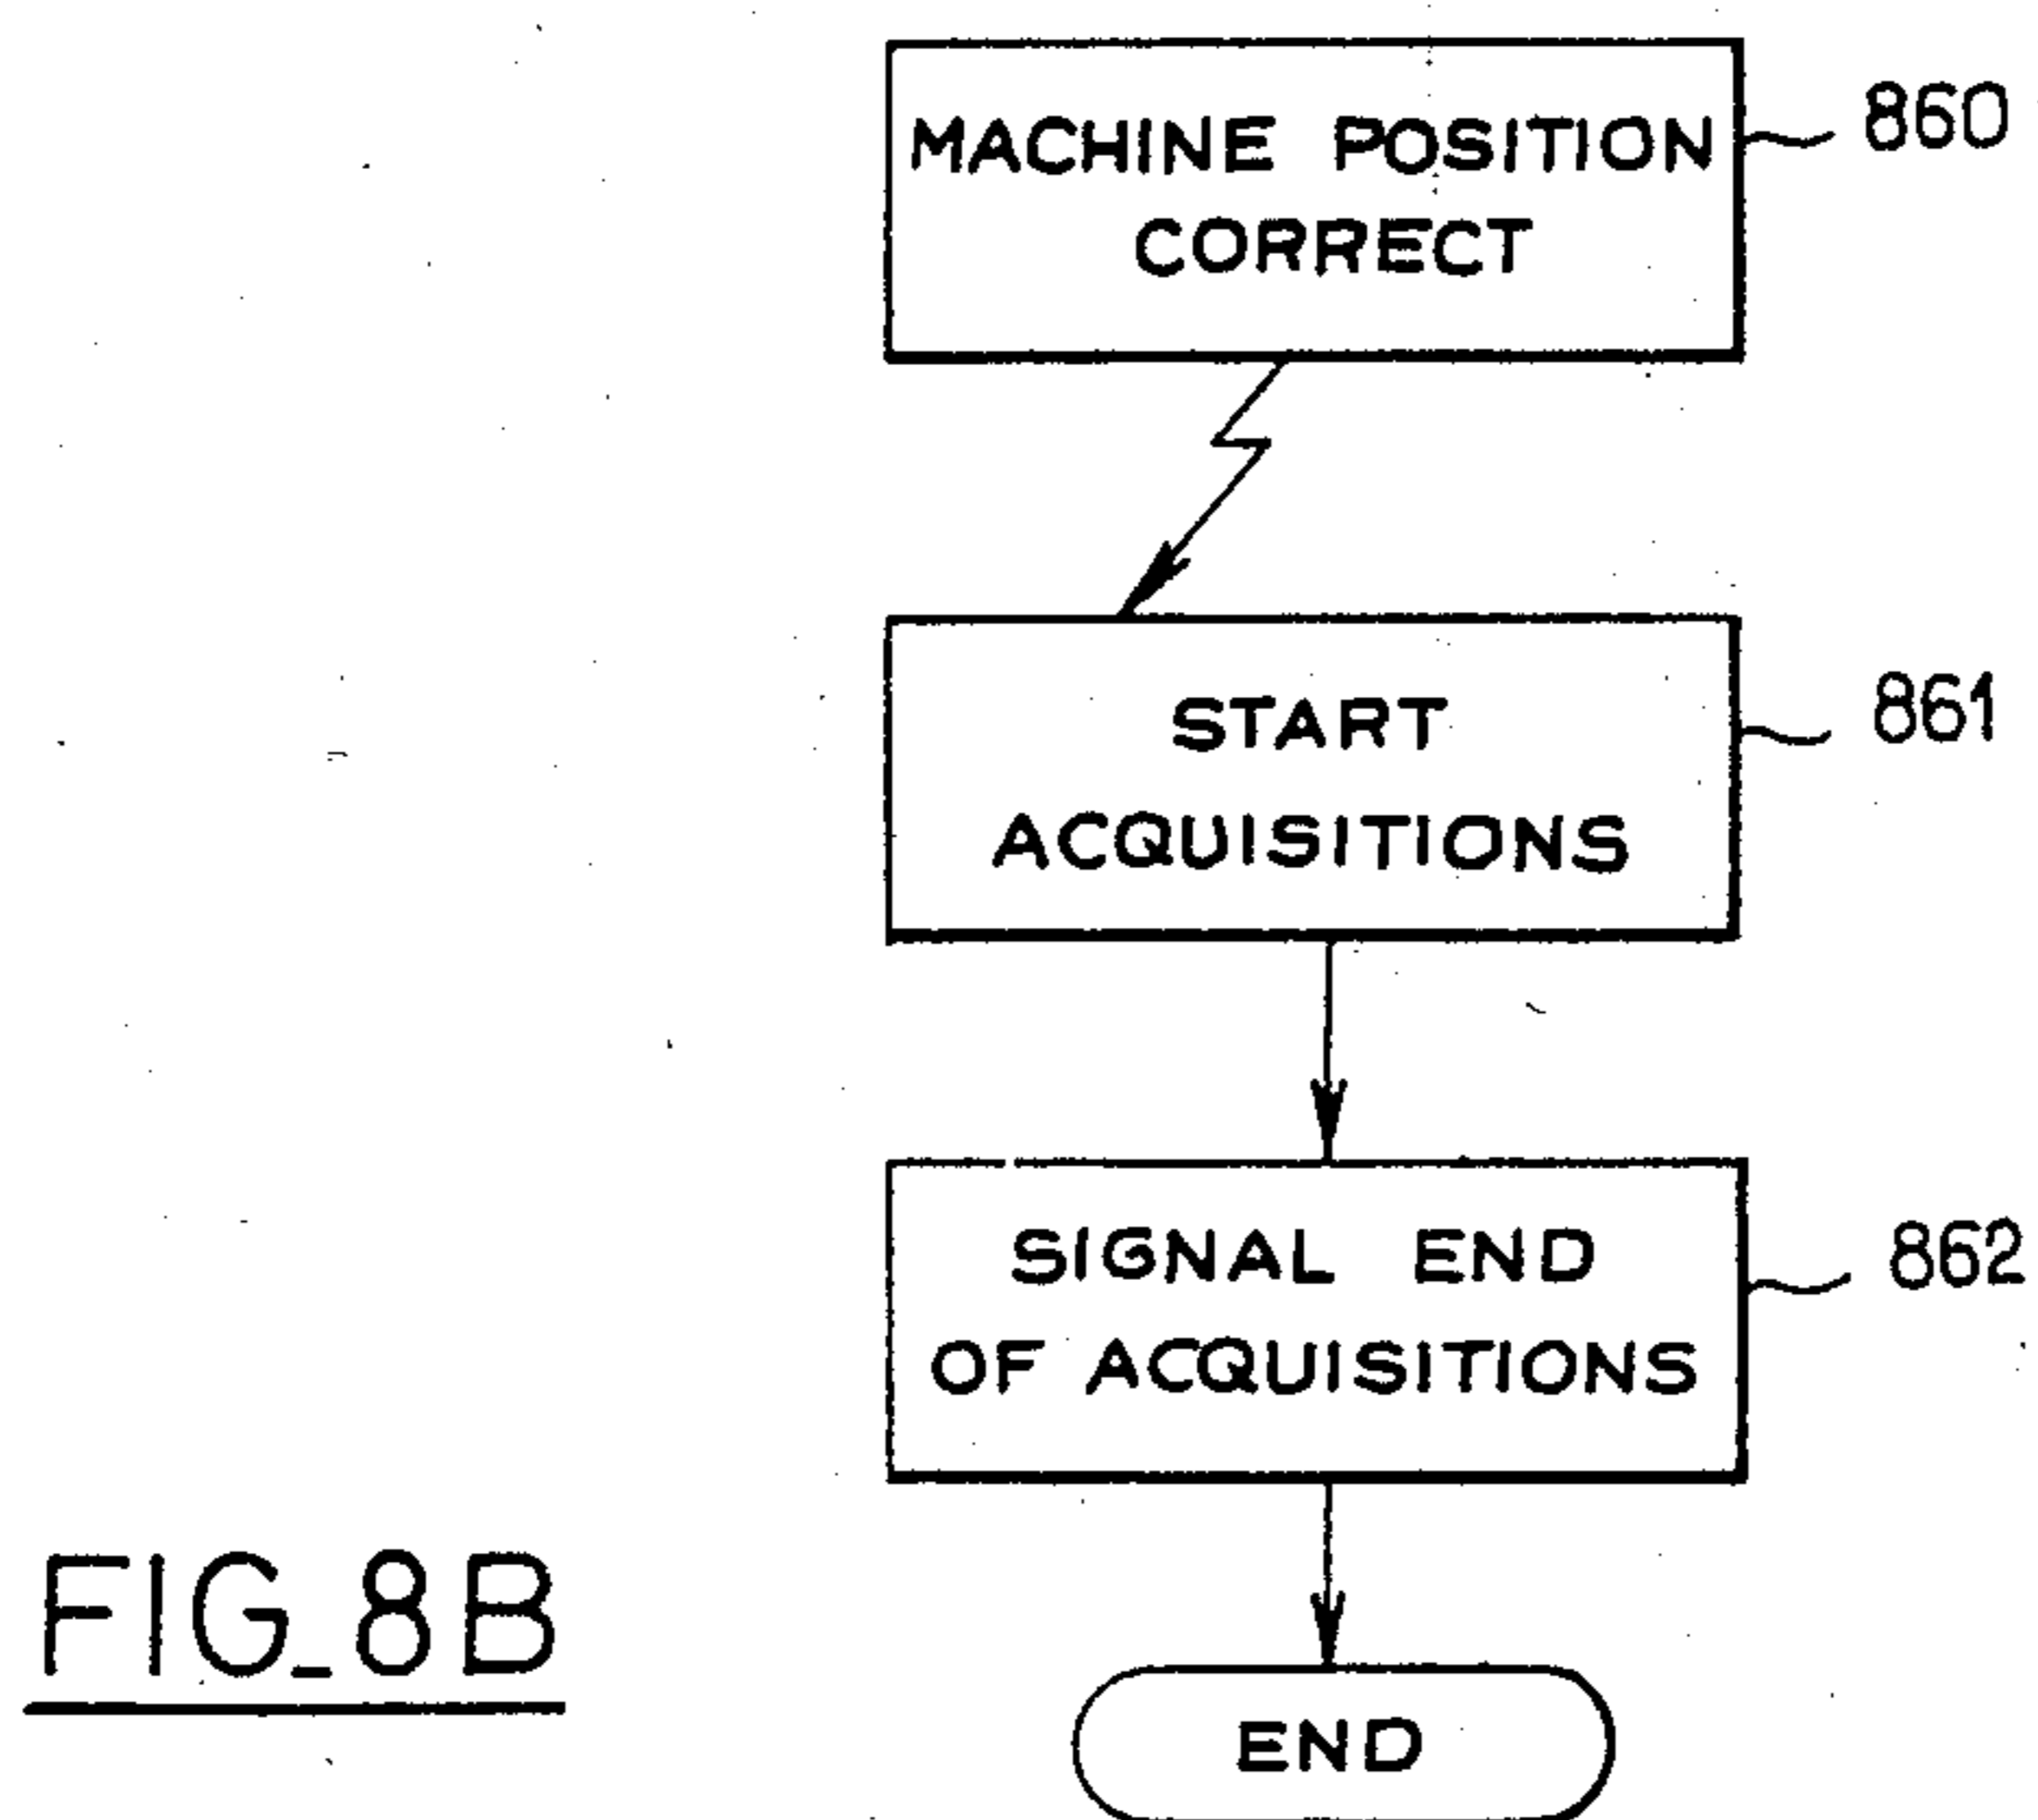 MACHINE POSITION
CORRECT
860
START
ACQUISITIONS
861
SIGNAL END
OF ACQUISITIONS
862
END
FIG_8B